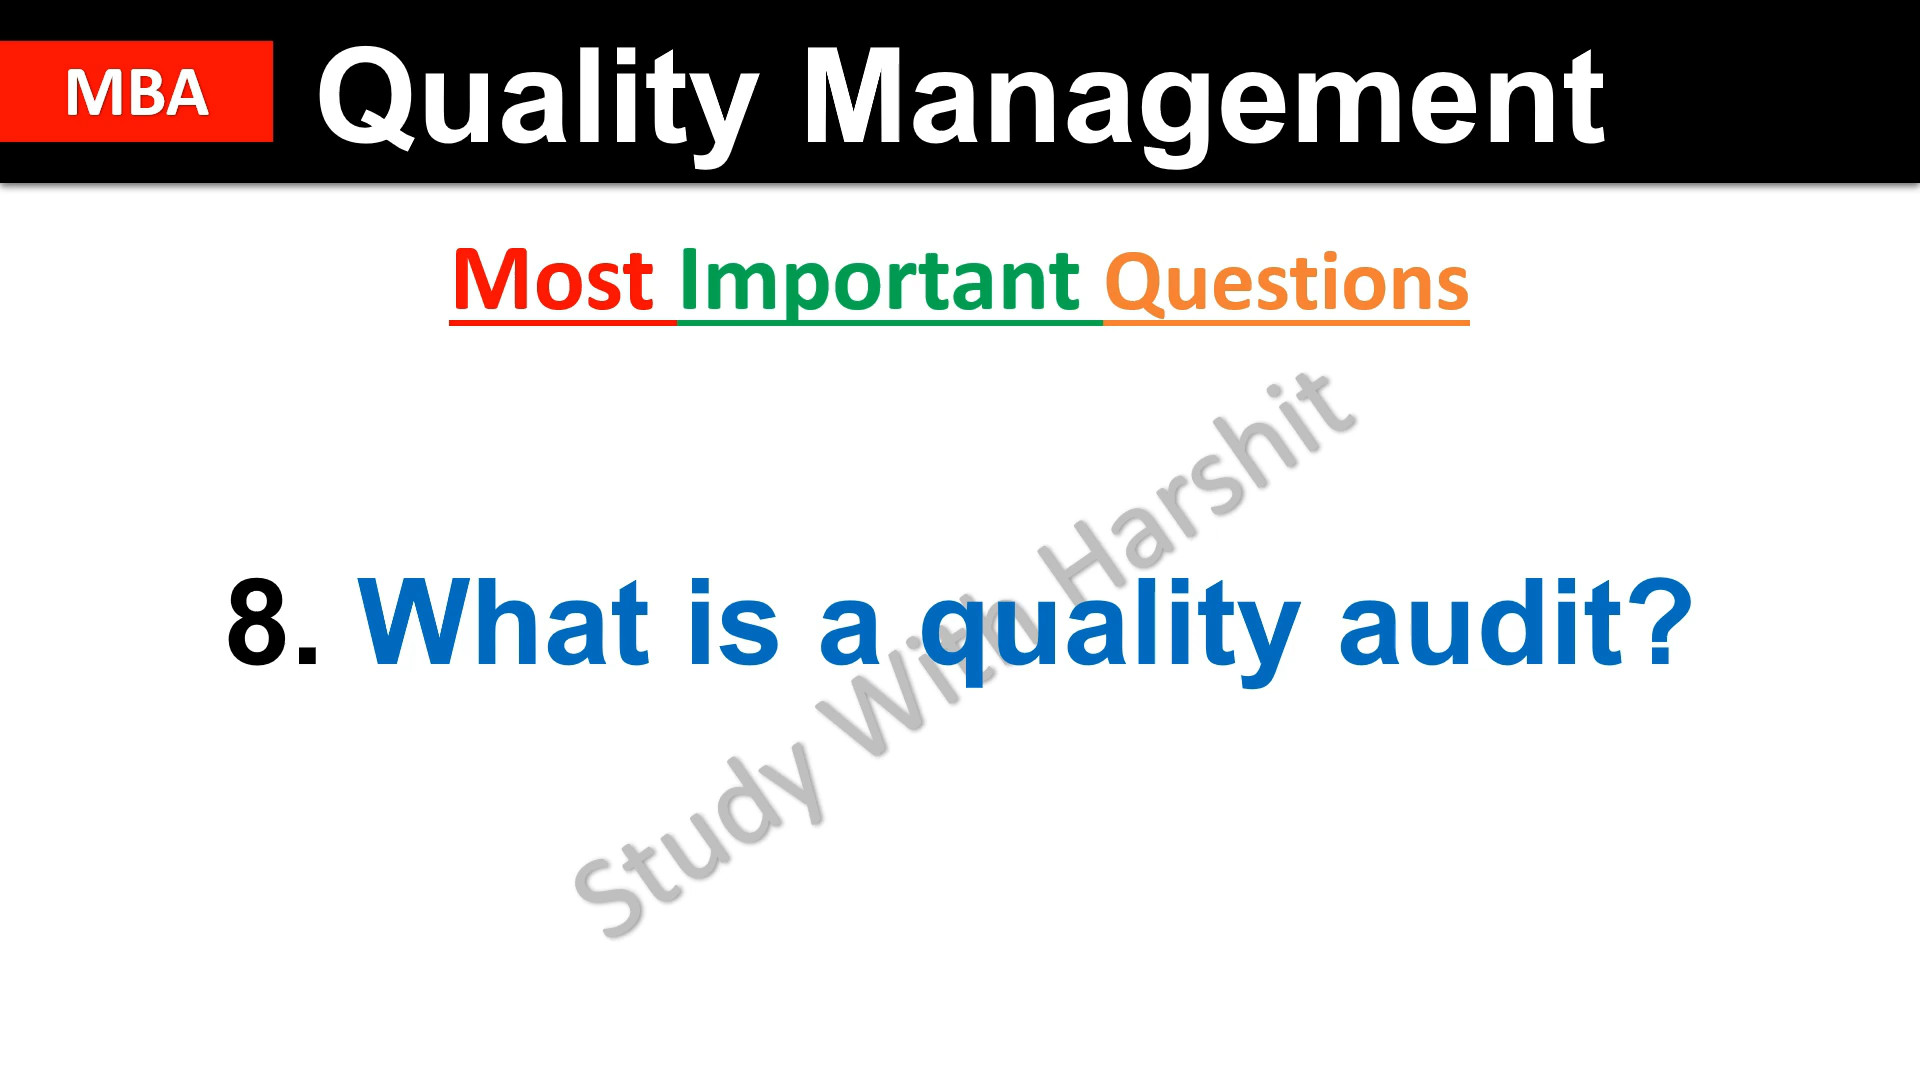 MBA
Quality Management
Most Important Questions
8. What is a quality audit?
Study With Harshit